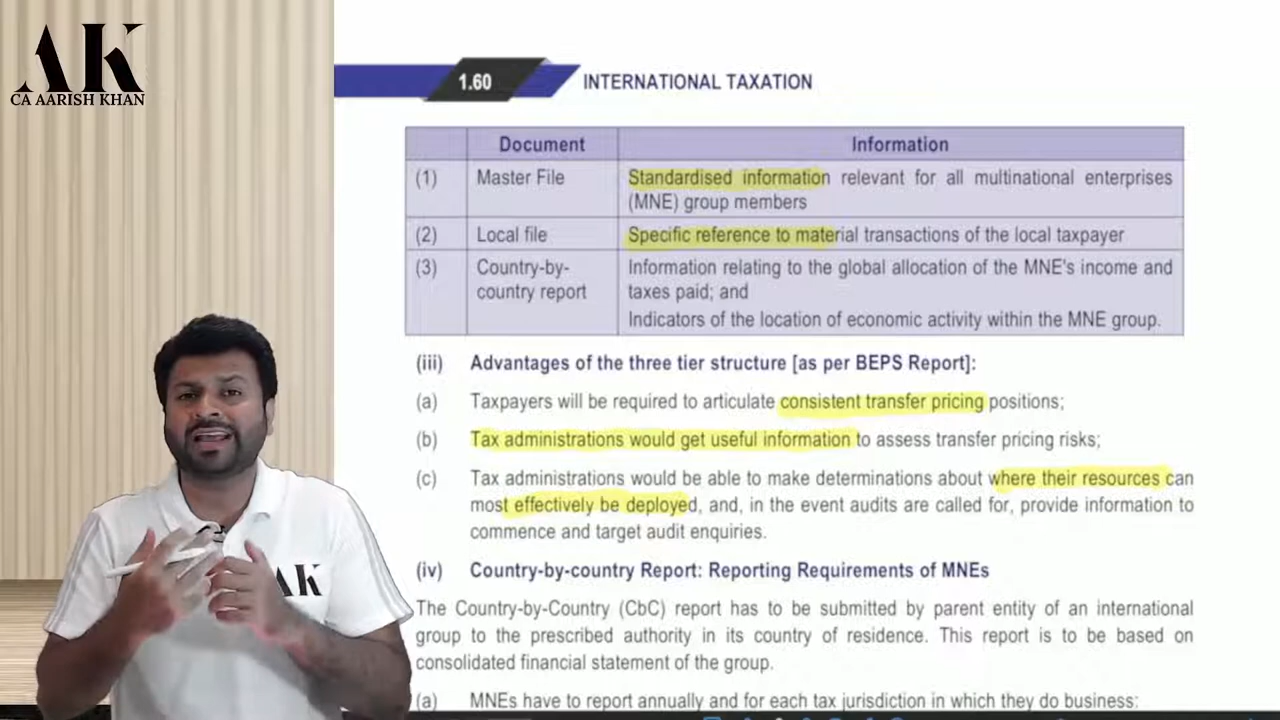 AK
CA AARISH KHAN
1.60 INTERNATIONAL TAXATION
Document Information
(1) Master File Standardised information relevant for all multinational enterprises
(MNE) group members
(2) Local file Specific reference to material transactions of the local taxpayer
(3) Country-by- Information relating to the global allocation of the MNE's income and
country report taxes paid; and
Indicators of the location of economic activity within the MNE group.
(iii) Advantages of the three tier structure [as per BEPS Report]:
(a) Taxpayers will be required to articulate consistent transfer pricing positions;
(b) Tax administrations would get useful information to assess transfer pricing risks;
(c) Tax administrations would be able to make determinations about where their resources can
most effectively be deployed, and, in the event audits are called for, provide information to
commence and target audit enquiries.
AK
(iv) Country-by-country Report: Reporting Requirements of MNEs
The Country-by-Country (CbC) report has to be submitted by parent entity of an international
group to the prescribed authority in its country of residence. This report is to be based on
consolidated financial statement of the group.
(a) MNEs have to report annually and for each tax jurisdiction in which they do business: